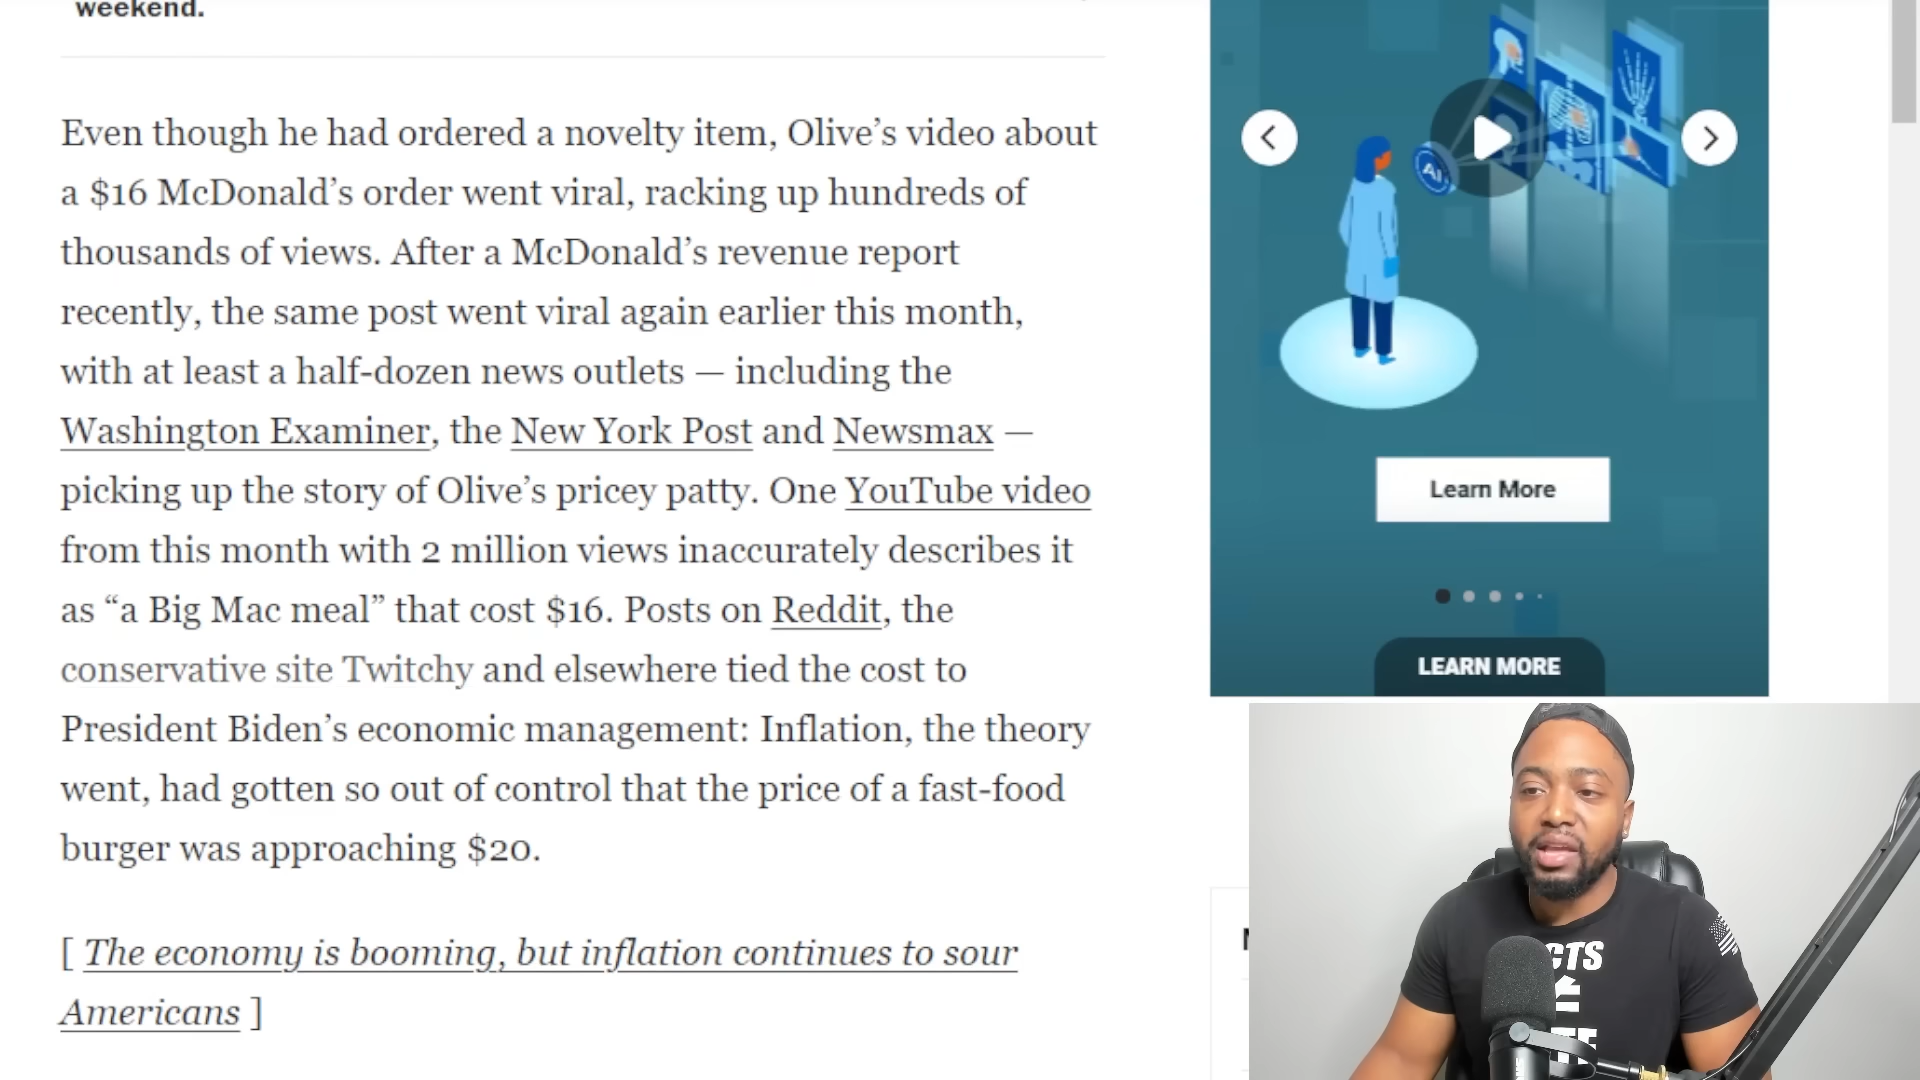 weekend.
Even though he had ordered a novelty item, Olive’s video about
a $16 McDonald’s order went viral, racking up hundreds of
thousands of views. After a McDonald’s revenue report
recently, the same post went viral again earlier this month,
with at least a half-dozen news outlets — including the
Washington Examiner, the New York Post and Newsmax —
picking up the story of Olive’s pricey patty. One YouTube video
from this month with 2 million views inaccurately describes it
as “a Big Mac meal” that cost $16. Posts on Reddit, the
conservative site Twitchy and elsewhere tied the cost to
President Biden’s economic management: Inflation, the theory
went, had gotten so out of control that the price of a fast-food
burger was approaching $20.
[ The economy is booming, but inflation continues to sour
Americans ]
AI
Learn More
LEARN MORE